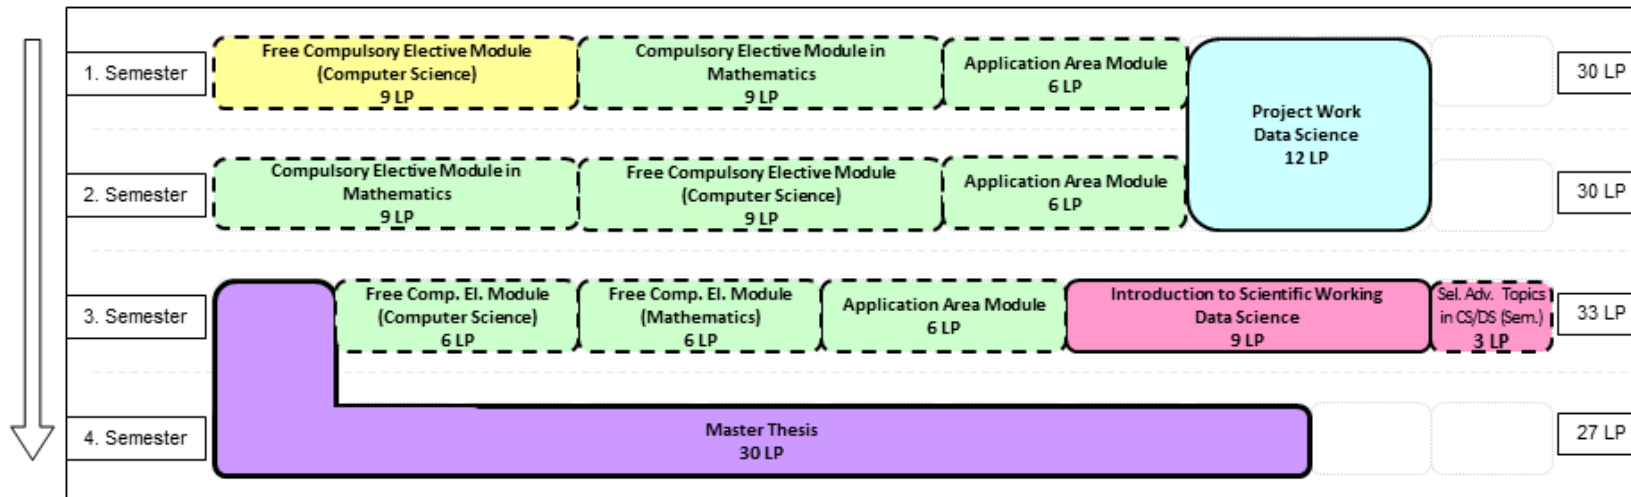 1. Semester
Free Compulsory Elective Module
(Computer Science)
9 LP
Compulsory Elective Module in
Mathematics
9 LP
Application Area Module
6 LP
Project Work
Data Science
12 LP
30 LP
2. Semester
Compulsory Elective Module in
Mathematics
9 LP
Free Compulsory Elective Module
(Computer Science)
9 LP
Application Area Module
6 LP
30 LP
3. Semester
Free Comp. El. Module
(Computer Science)
6 LP
Free Comp. El. Module
(Mathematics)
6 LP
Application Area Module
6 LP
Introduction to Scientific Working
Data Science
9 LP
Sel. Adv. Topics
in CS/DS (Sem.)
3 LP
33 LP
4. Semester
Master Thesis
30 LP
27 LP